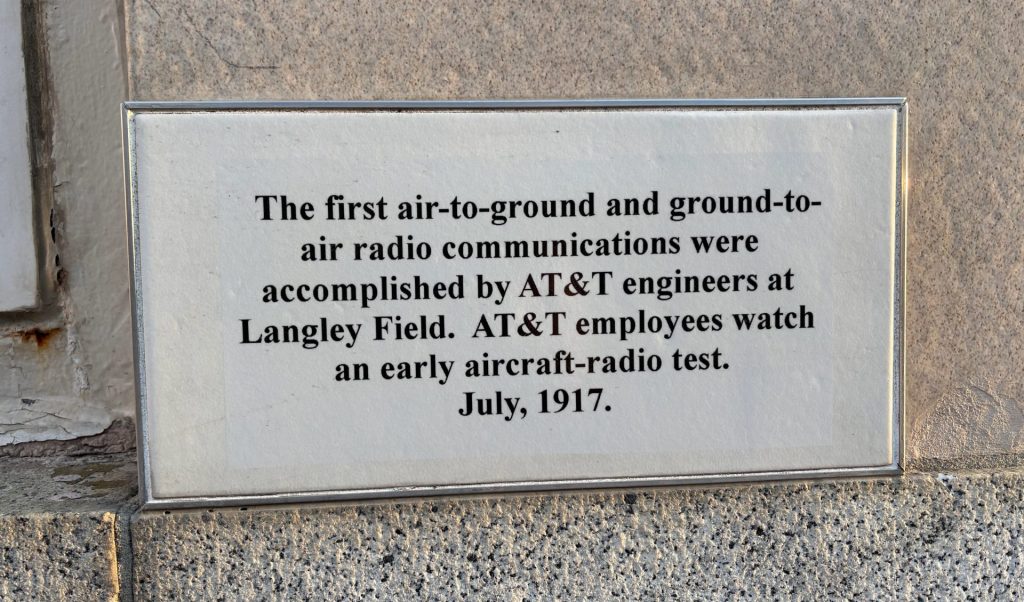 The first air-to-ground and ground-to-
air radio communications were
accomplished by AT&T engineers at
Langley Field.  AT&T employees watch
an early aircraft-radio test.
July, 1917.